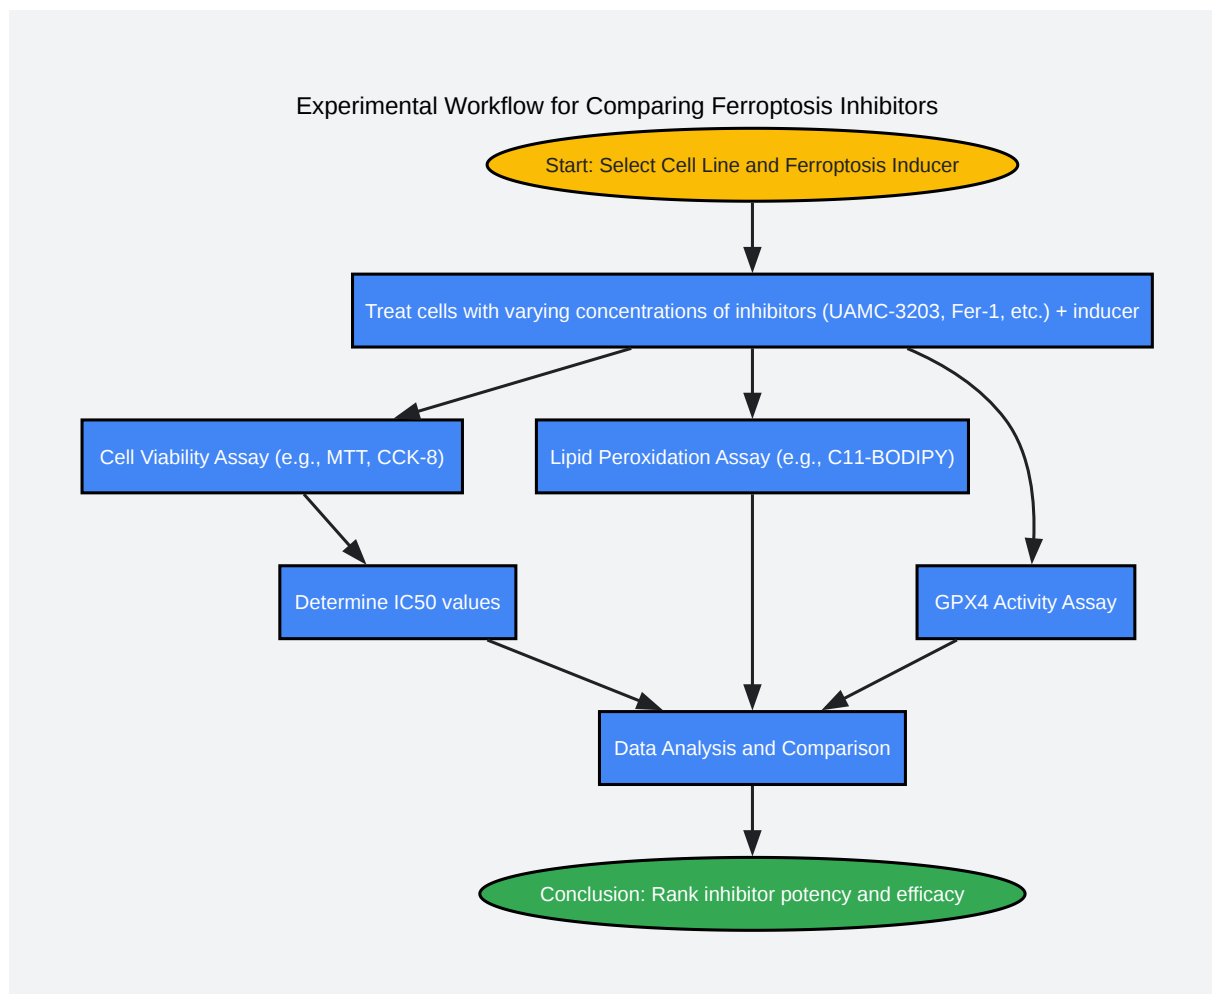 Experimental Workflow for Comparing Ferroptosis Inhibitors
Start: Select Cell Line and Ferroptosis Inducer
Treat cells with varying concentrations of inhibitors (UAMC-3203, Fer-1, etc.) + inducer
Cell Viability Assay (e.g., MTT, CCK-8)
Lipid Peroxidation Assay (e.g., C11-BODIPY)
Determine IC50 values
GPX4 Activity Assay
Data Analysis and Comparison
Conclusion: Rank inhibitor potency and efficacy